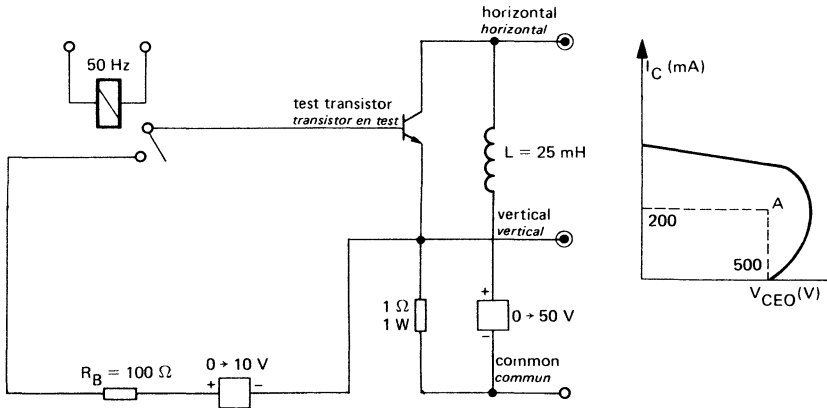 horizontal
horizontal
50 Hz
test transistor
transistor en test
L = 25 mH
vertical
vertical
1 Ω
1 W
+
0 → 50 V
−
common
commun
R_B = 100 Ω
0 → 10 V
+ −
I_C (mA)
A
200
500
V_CEO (V)